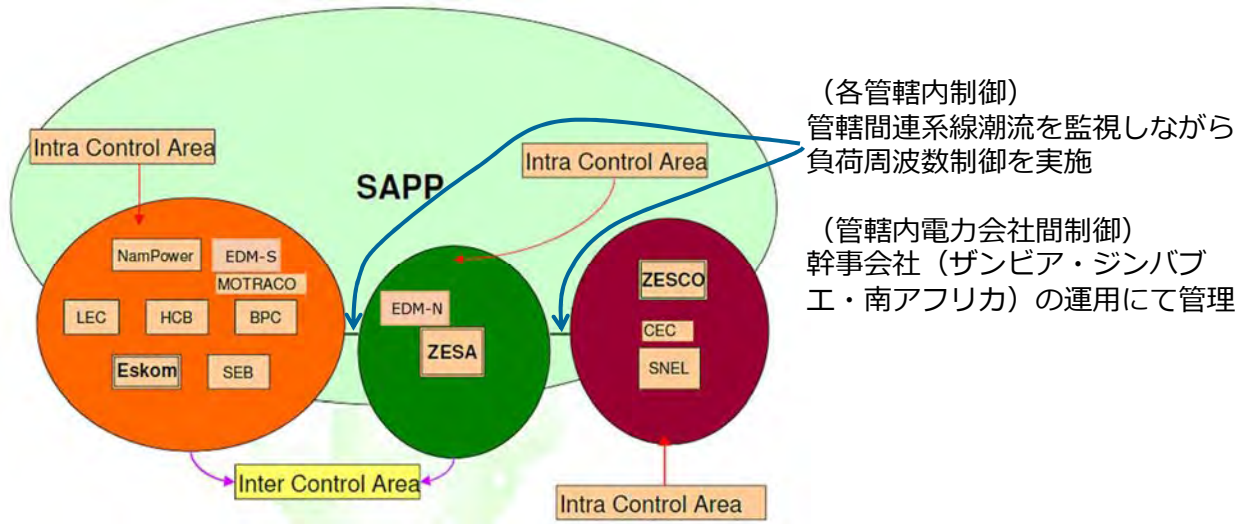 Intra Control Area
SAPP
Intra Control Area
NamPower
EDM-S
MOTRACO
LEC
HCB
BPC
Eskom
SEB
EDM-N
ZESA
ZESCO
CEC
SNEL
Inter Control Area
Intra Control Area
（各管轄内制御）
管轄間連系線潮流を監視しながら
負荷周波数制御を実施
（管轄内電力会社間制御）
幹事会社（ザンビア・ジンバブ
エ・南アフリカ）の運用にて管理